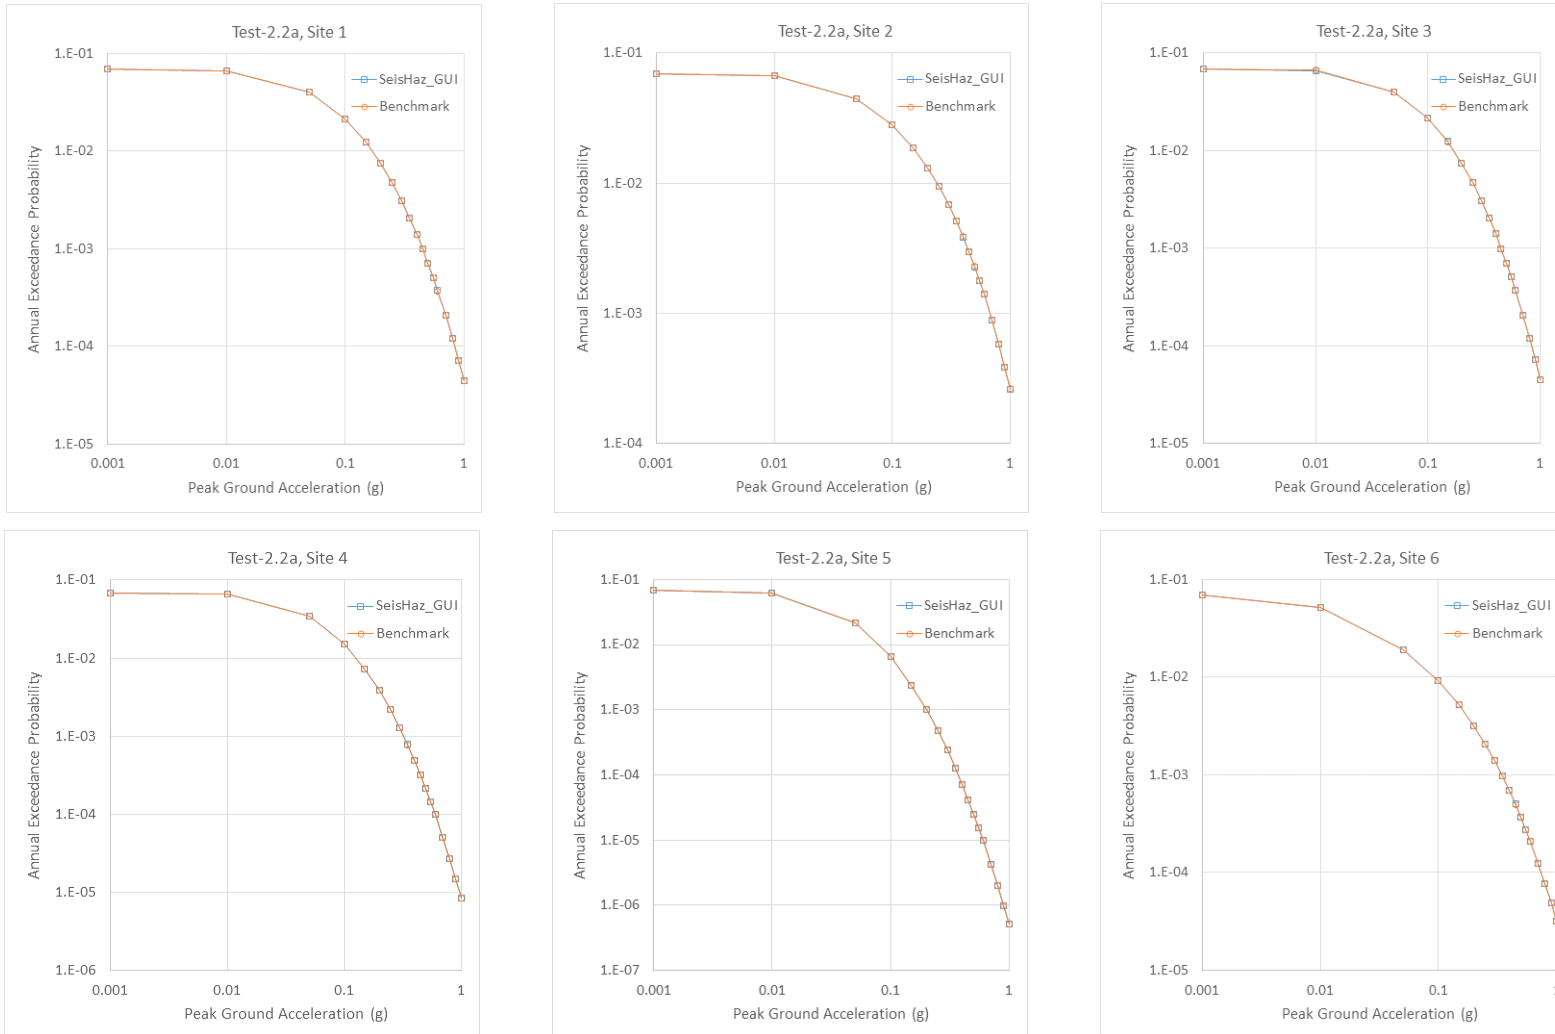 Test-2.2a, Site 1
1.E-01
1.E-02
1.E-03
1.E-04
1.E-05
Annual Exceedance Probability
SeisHaz_GUI
Benchmark
0.001 0.01 0.1 1
Peak Ground Acceleration (g)
Test-2.2a, Site 2
1.E-01
1.E-02
1.E-03
1.E-04
Annual Exceedance Probability
SeisHaz_GUI
Benchmark
0.001 0.01 0.1 1
Peak Ground Acceleration (g)
Test-2.2a, Site 3
1.E-01
1.E-02
1.E-03
1.E-04
1.E-05
Annual Exceedance Probability
SeisHaz_GUI
Benchmark
0.001 0.01 0.1 1
Peak Ground Acceleration (g)
Test-2.2a, Site 4
1.E-01
1.E-02
1.E-03
1.E-04
1.E-05
1.E-06
Annual Exceedance Probability
SeisHaz_GUI
Benchmark
0.001 0.01 0.1 1
Peak Ground Acceleration (g)
Test-2.2a, Site 5
1.E-01
1.E-02
1.E-03
1.E-04
1.E-05
1.E-06
1.E-07
Annual Exceedance Probability
SeisHaz_GUI
Benchmark
0.001 0.01 0.1 1
Peak Ground Acceleration (g)
Test-2.2a, Site 6
1.E-01
1.E-02
1.E-03
1.E-04
1.E-05
Annual Exceedance Probability
SeisHaz_GUI
Benchmark
0.001 0.01 0.1 1
Peak Ground Acceleration (g)